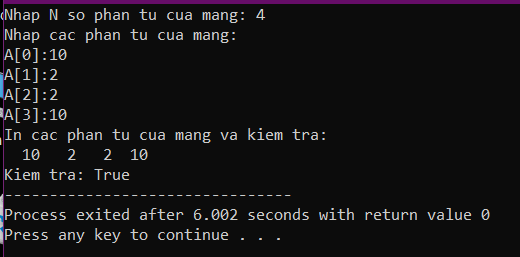 Nhap N so phan tu cua mang: 4
Nhap cac phan tu cua mang:
A[0]:10
A[1]:2
A[2]:2
A[3]:10
In cac phan tu cua mang va kiem tra:
  10   2   2  10
Kiem tra: True
--------------------------------
Process exited after 6.002 seconds with return value 0
Press any key to continue . . .